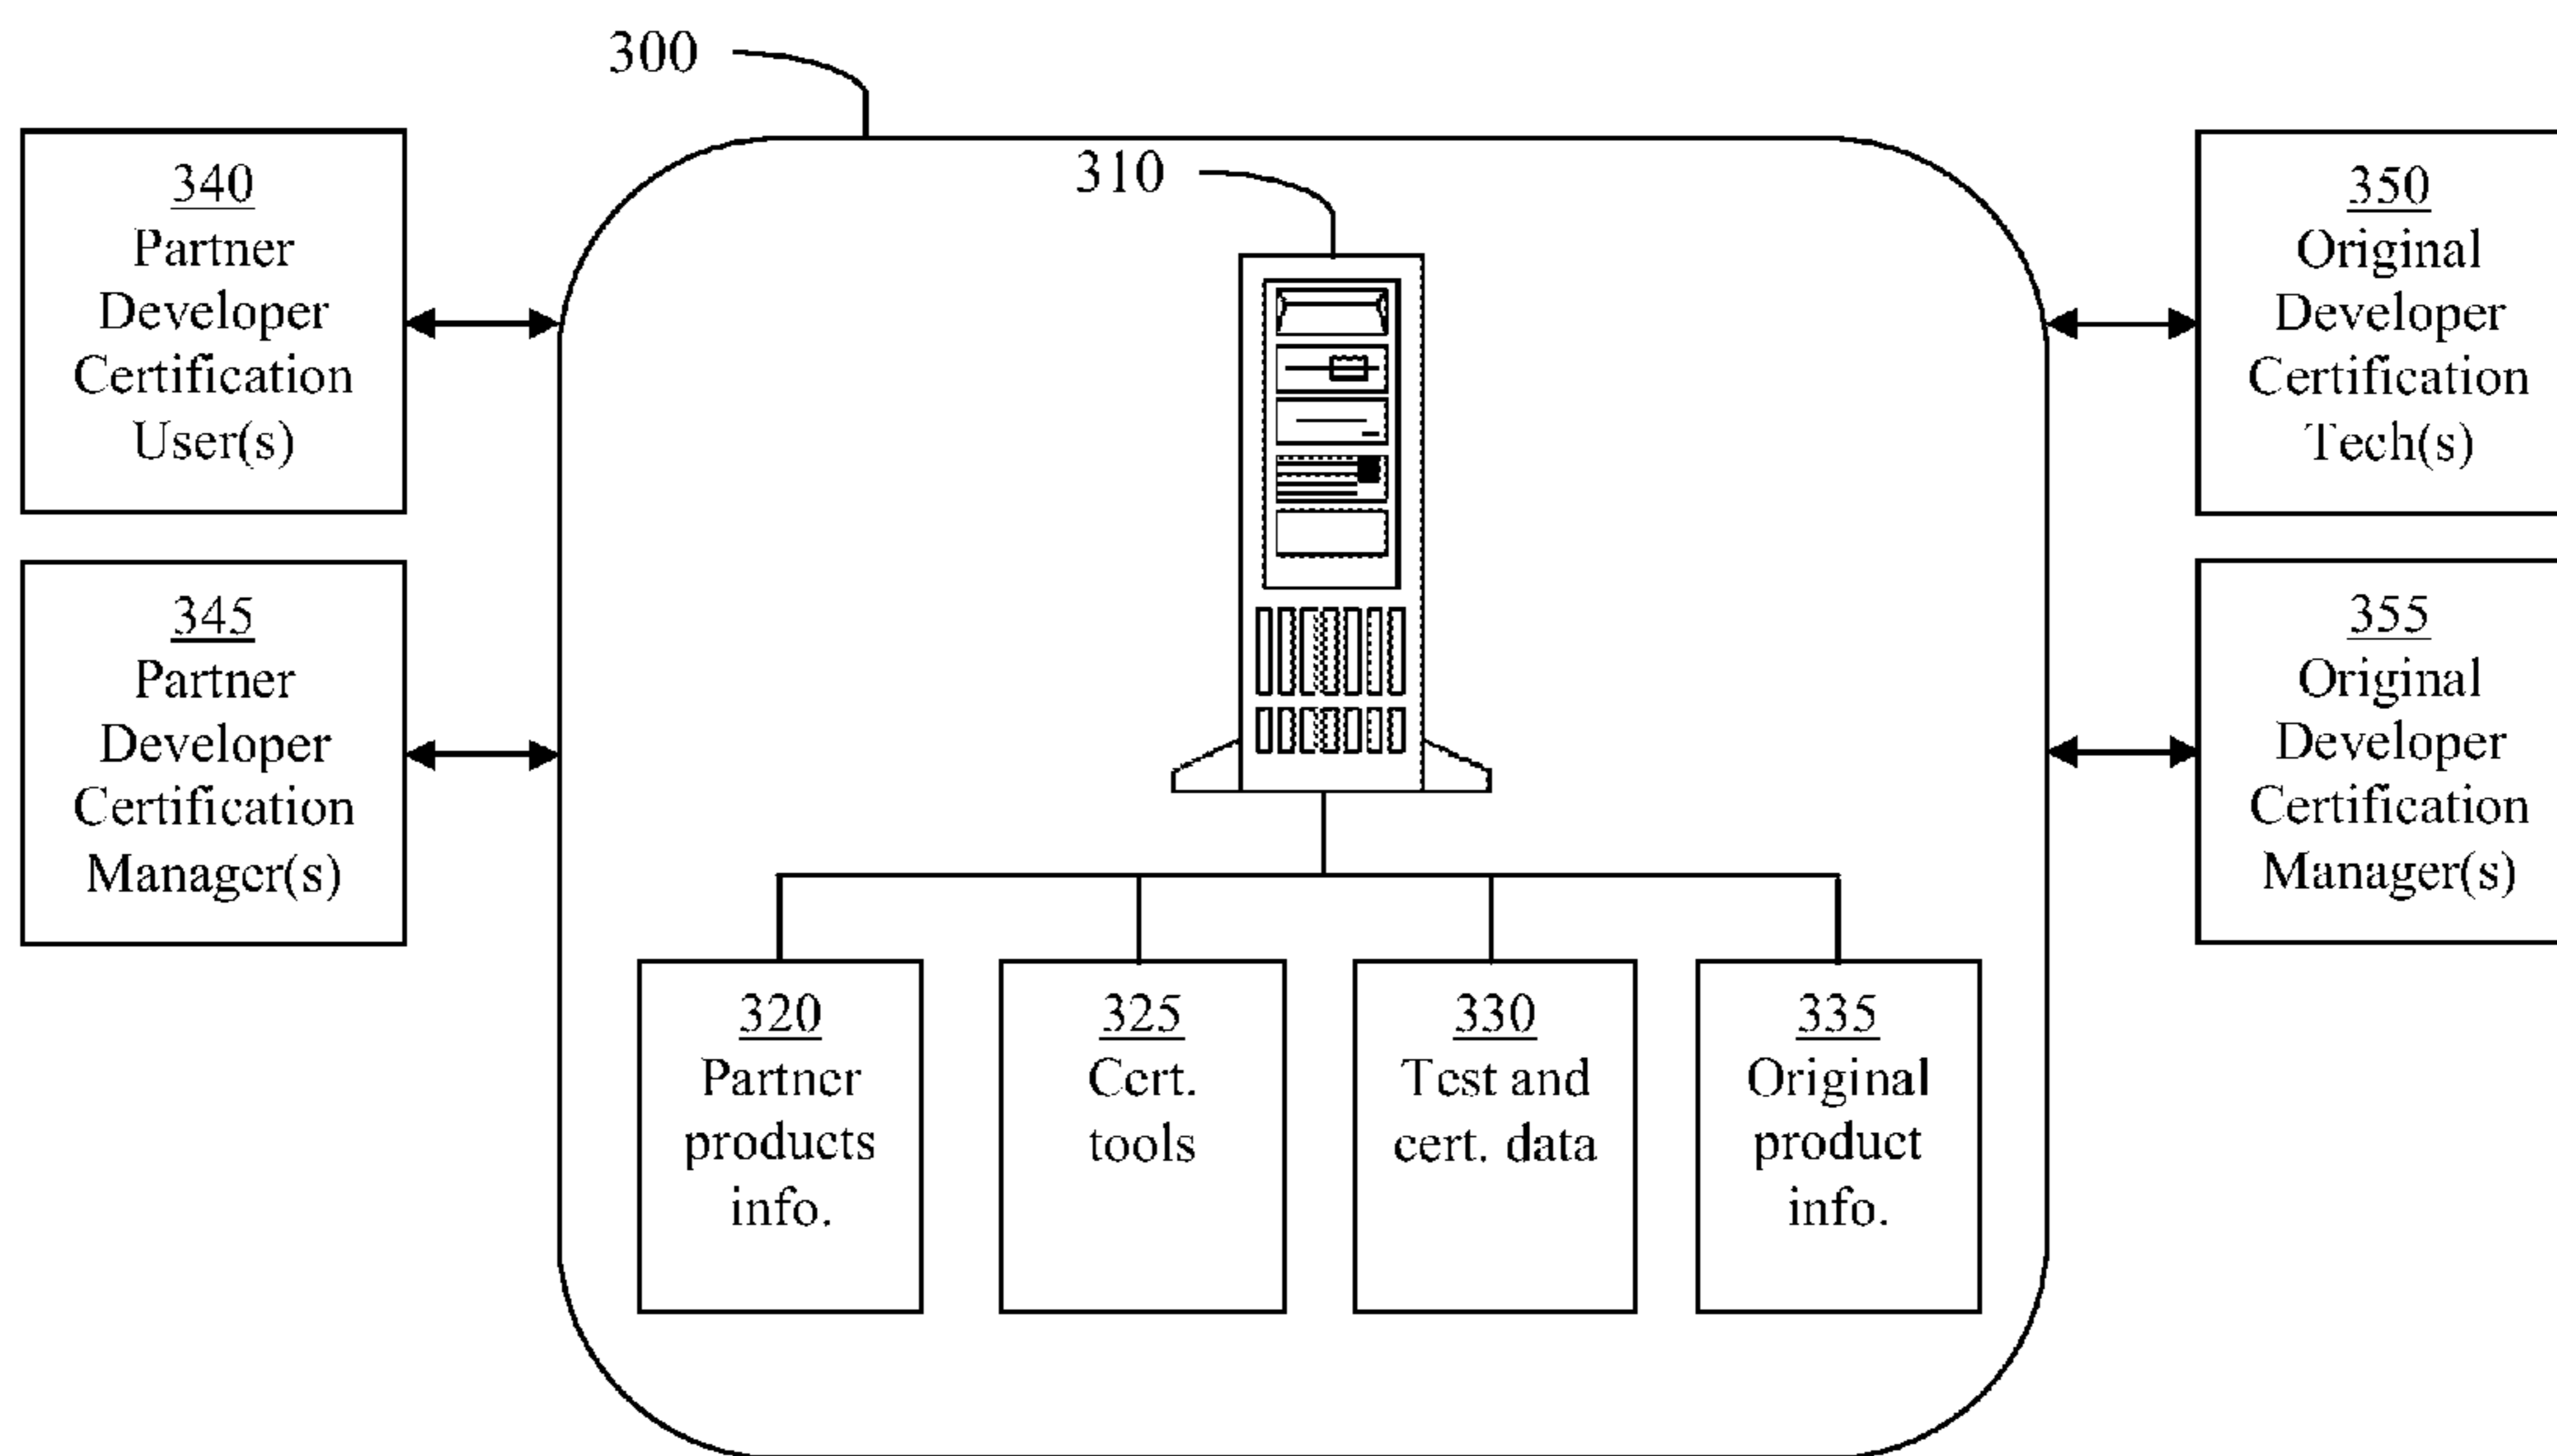 300
310
340
Partner
Developer
Certification
User(s)
345
Partner
Developer
Certification
Manager(s)
350
Original
Developer
Certification
Tech(s)
355
Original
Developer
Certification
Manager(s)
320
Partner
products
info.
325
Cert.
tools
330
Test and
cert. data
335
Original
product
info.